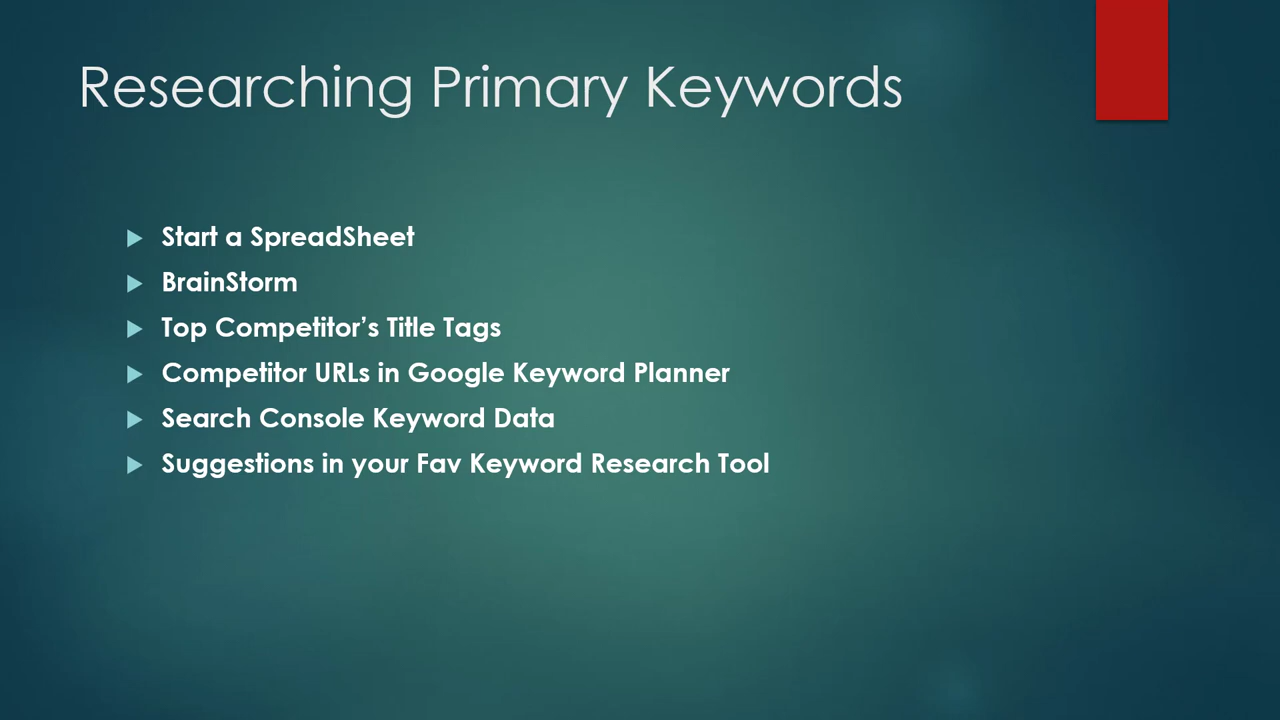 Researching Primary Keywords
Start a SpreadSheet
BrainStorm
Top Competitor’s Title Tags
Competitor URLs in Google Keyword Planner
Search Console Keyword Data
Suggestions in your Fav Keyword Research Tool